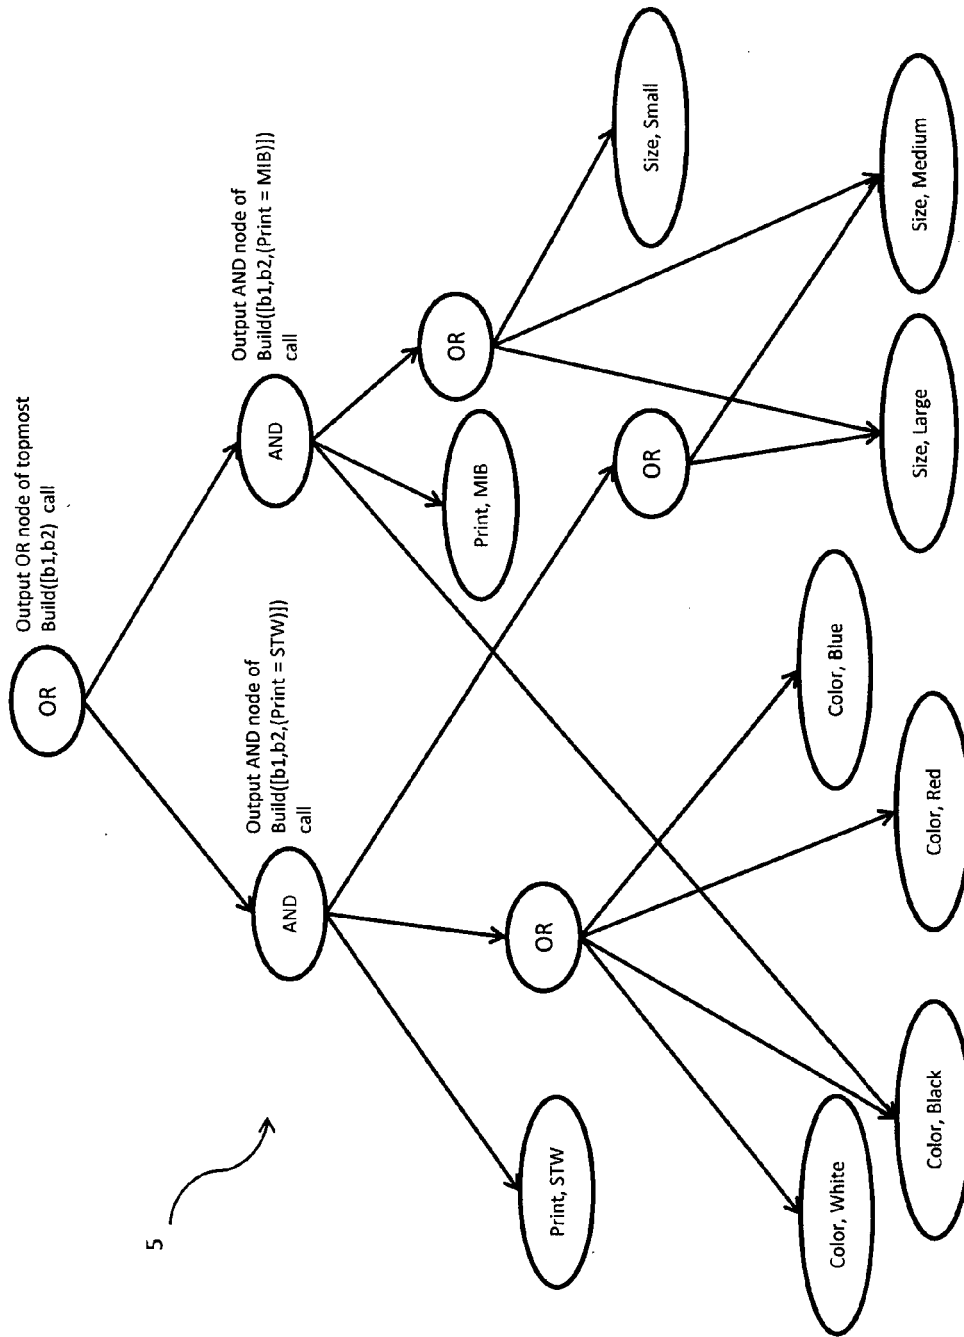 OR
Output OR node of topmost
Build([b1,b2) call
AND
Output AND node of
Build([b1,b2,{Print = STW)])
call
AND
Output AND node of
Build([b1,b2,{Print = MIB)])
call
5
Print, STW
OR
Print, MIB
OR
OR
Size, Small
Color, White
Color, Black
Color, Red
Color, Blue
Size, Large
Size, Medium